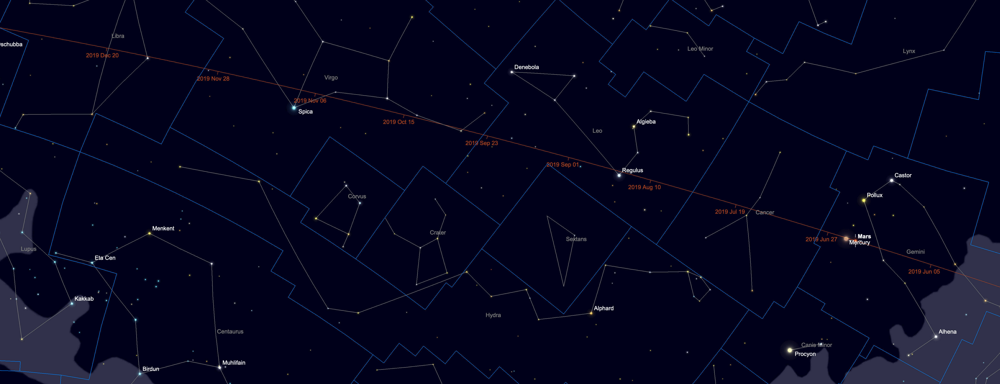 Libra
Dschubba
2019 Dec 20
2019 Nov 28
Virgo
2019 Nov 06
Spica
2019 Oct 15
Denebola
2019 Sep 23
Leo Minor
Lynx
Algieba
Leo
2019 Sep 01
Regulus
2019 Aug 10
Castor
Pollux
Corvus
2019 Jul 19
Cancer
Menkent
Crater
Sextans
2019 Jun 27
Mars
Mercury
Lupus
Eta Cen
Gemini
2019 Jun 05
Kakkab
Alphard
Hydra
Centaurus
Alhena
Canis Minor
Procyon
Muhlifain
Birdun